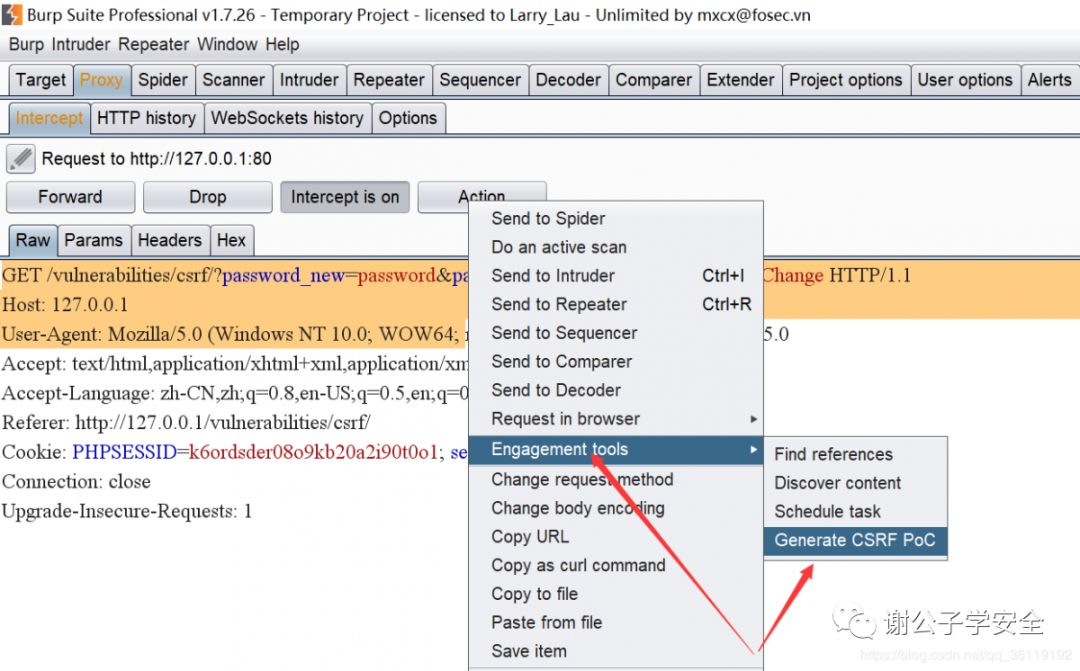 Burp Suite Professional v1.7.26 - Temporary Project - licensed to Larry_Lau - Unlimited by mxcx@fosec.vn
Burp Intruder Repeater Window Help
Target Proxy Spider Scanner Intruder Repeater Sequencer Decoder Comparer Extender Project options User options Alerts
Intercept HTTP history WebSockets history Options
Request to http://127.0.0.1:80
Forward Drop Intercept is on Action
Raw Params Headers Hex
GET /vulnerabilities/csrf/?password_new=password&pa Change HTTP/1.1
Host: 127.0.0.1
User-Agent: Mozilla/5.0 (Windows NT 10.0; WOW64; 5.0
Accept: text/html,application/xhtml+xml,application/xm
Accept-Language: zh-CN,zh;q=0.8,en-US;q=0.5,en;q=0
Referer: http://127.0.0.1/vulnerabilities/csrf/
Cookie: PHPSESSID=k6ordsder08o9kb20a2i90t0o1; se
Connection: close
Upgrade-Insecure-Requests: 1
Send to Spider
Do an active scan
Send to Intruder Ctrl+I
Send to Repeater Ctrl+R
Send to Sequencer
Send to Comparer
Send to Decoder
Request in browser
Engagement tools
Change request method
Change body encoding
Copy URL
Copy as curl command
Copy to file
Paste from file
Save item
Find references
Discover content
Schedule task
Generate CSRF PoC
谢公子学安全
https://blog.csdn.net/qq_36119192